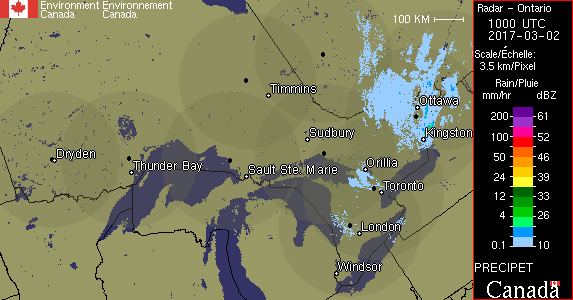 Environment Environnement
Canada Canada
100 KM
Timmins
Ottawa
Sudbury
Kingston
Dryden
Thunder Bay
Sault Ste. Marie
Orillia
Toronto
London
Windsor
Radar - Ontario
1000 UTC
2017-03-02
Scale/Échelle:
3.5 km/Pixel
Rain/Pluie
mm/hr dBZ
200 61
100 52
50 46
24 39
12 33
4 26
0.1 10
PRECIPET
Canada